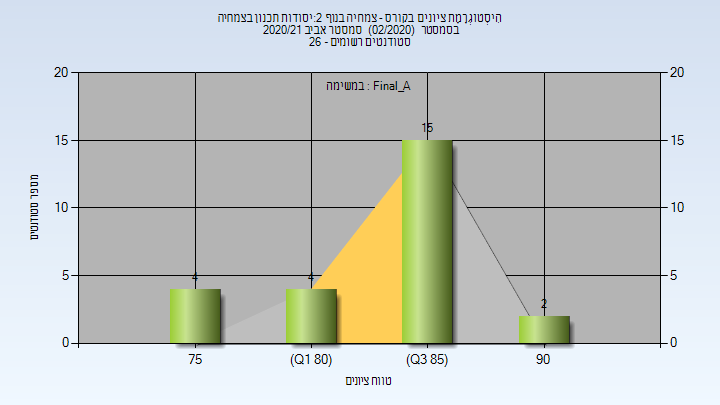 היסטוגרמת ציונים בקורס - צמחיה בנוף 2:יסודות תכנון בצמחיה
בסמסטר (02/2020) סמסטר אביב 2020/21
סטודנטים רשומים - 26
במשימה : Final_A
20
15
10
5
0
20
15
10
5
0
מספר סטודנטים
4
4
15
2
75
(Q1 80)
(Q3 85)
90
טווח ציונים